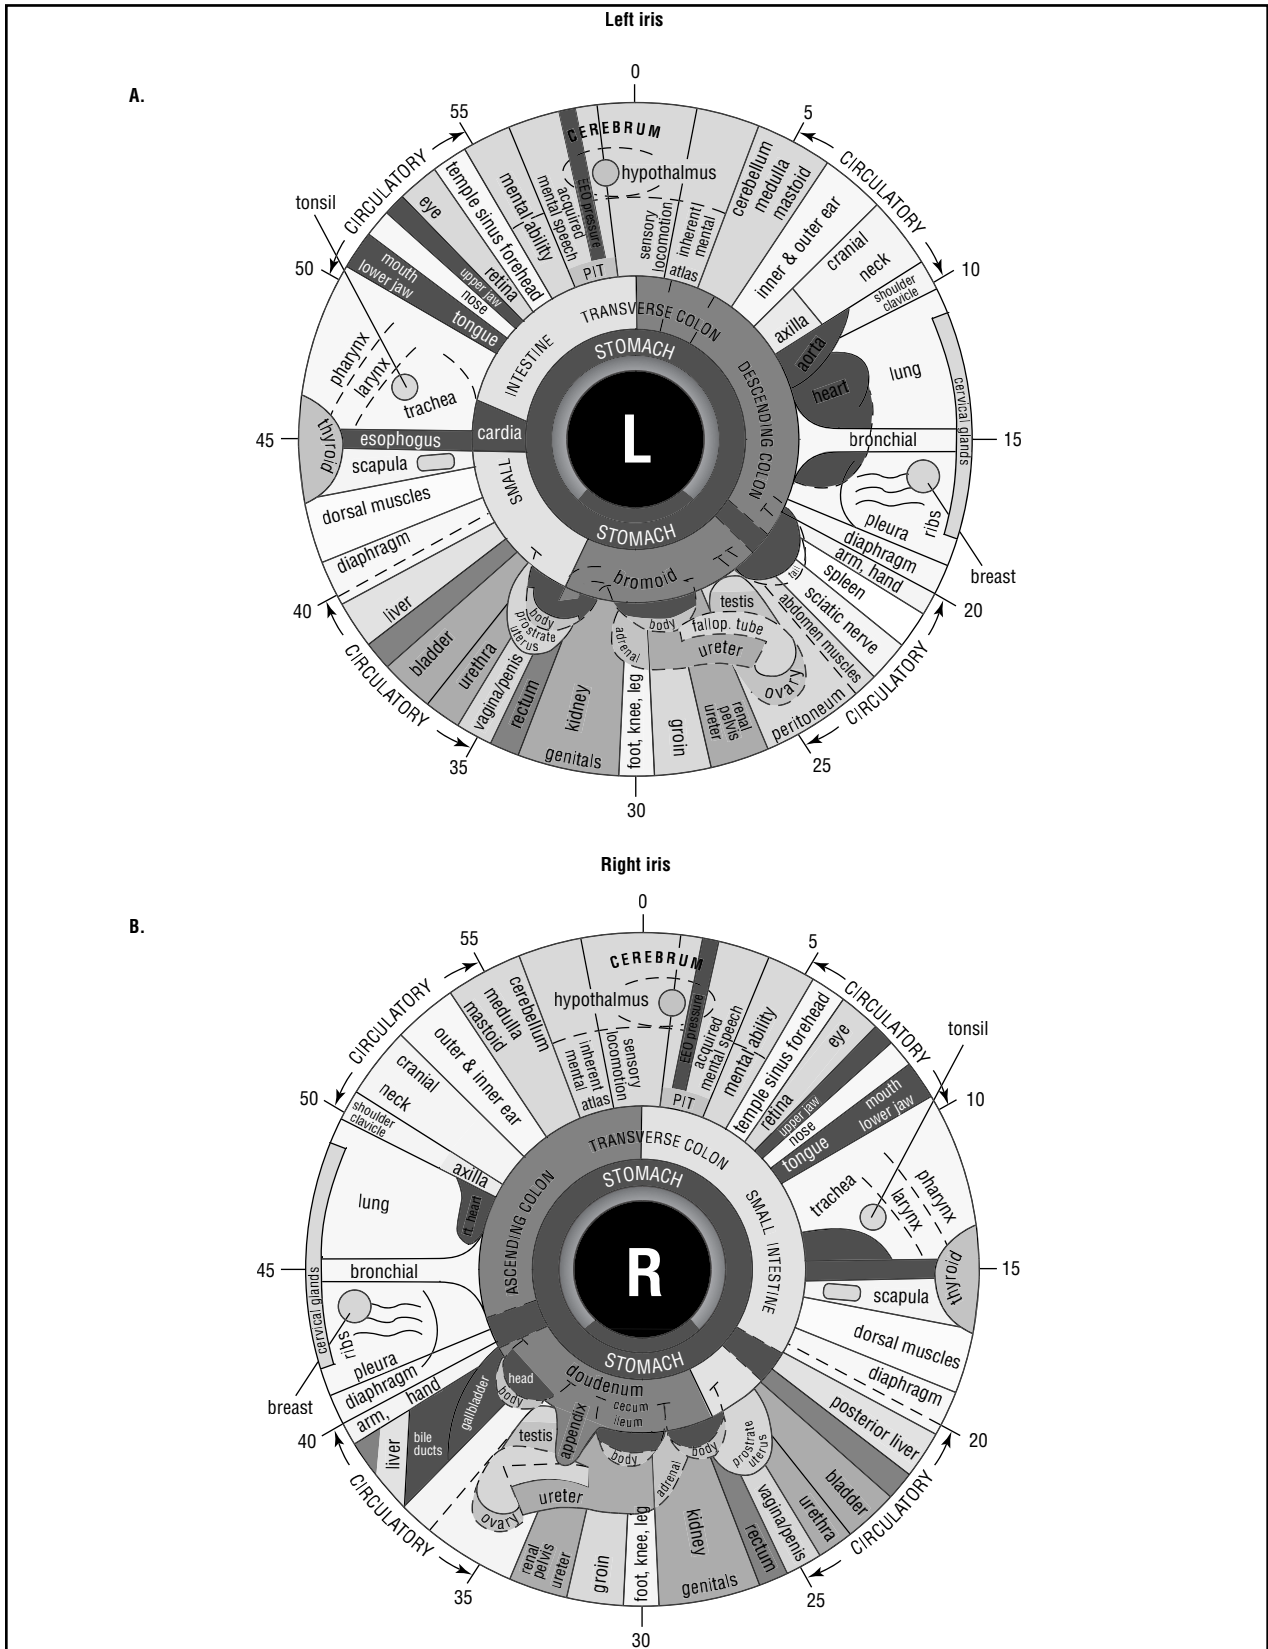 Left iris
A.
0
5
10
15
20
25
30
35
40
45
50
55
CIRCULATORY
CIRCULATORY
CIRCULATORY
CIRCULATORY
CEREBRUM
hypothalmus
EEO pressure
acquired
mental speech
mental ability
PIT
sensory
locomotion
inherent
mental
atlas
cerebellum
medulla
mastoid
inner & outer ear
cranial
neck
shoulder
clavicle
axilla
aorta
heart
lung
cervical glands
bronchial
pleura
ribs
breast
diaphragm
arm, hand
spleen
sciatic nerve
tail
abdomen muscles
peritoneum
testis
fallop. tube
ureter
ovary
renal
pelvis
ureter
groin
foot, knee, leg
adrenal
body
kidney
genitals
rectum
vagina/penis
urethra
bladder
body
prostrate
uterus
liver
diaphragm
dorsal muscles
scapula
esophogus
cardia
thyroid
trachea
larynx
pharynx
tonsil
tongue
mouth
lower jaw
nose
upper jaw
retina
eye
temple sinus forehead
TRANSVERSE COLON
DESCENDING COLON
SMALL
INTESTINE
STOMACH
STOMACH
bromoid
L
Right iris
B.
0
5
10
15
20
25
30
35
40
45
50
55
CIRCULATORY
CIRCULATORY
CIRCULATORY
CIRCULATORY
CEREBRUM
hypothalmus
EEO pressure
acquired
mental speech
mental ability
PIT
sensory
locomotion
inherent
mental
atlas
cerebellum
medulla
mastoid
outer & inner ear
cranial
neck
shoulder
clavicle
axilla
rt. heart
lung
cervical glands
bronchial
ribs
pleura
breast
diaphragm
arm, hand
gallbladder
bile
ducts
liver
head
body
testis
appendix
ureter
ovary
renal
pelvis
ureter
groin
foot, knee, leg
body
adrenal
body
kidney
genitals
rectum
vagina/penis
urethra
bladder
prostrate
uterus
posterior liver
diaphragm
dorsal muscles
scapula
thyroid
trachea
larynx
pharynx
tonsil
tongue
mouth
lower jaw
nose
upper jaw
retina
eye
temple sinus forehead
TRANSVERSE COLON
ASCENDING COLON
SMALL INTESTINE
STOMACH
STOMACH
doudenum
cecum
ileum
R